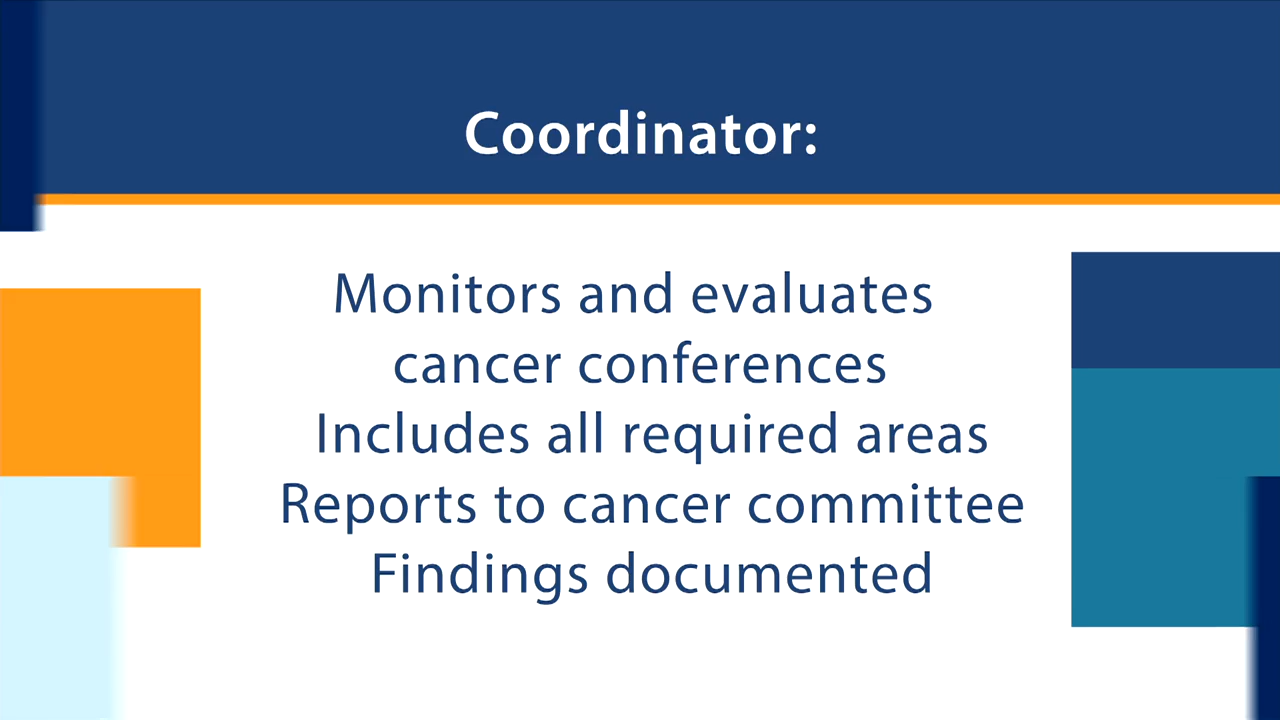 Coordinator:
Monitors and evaluates
cancer conferences
Includes all required areas
Reports to cancer committee
Findings documented